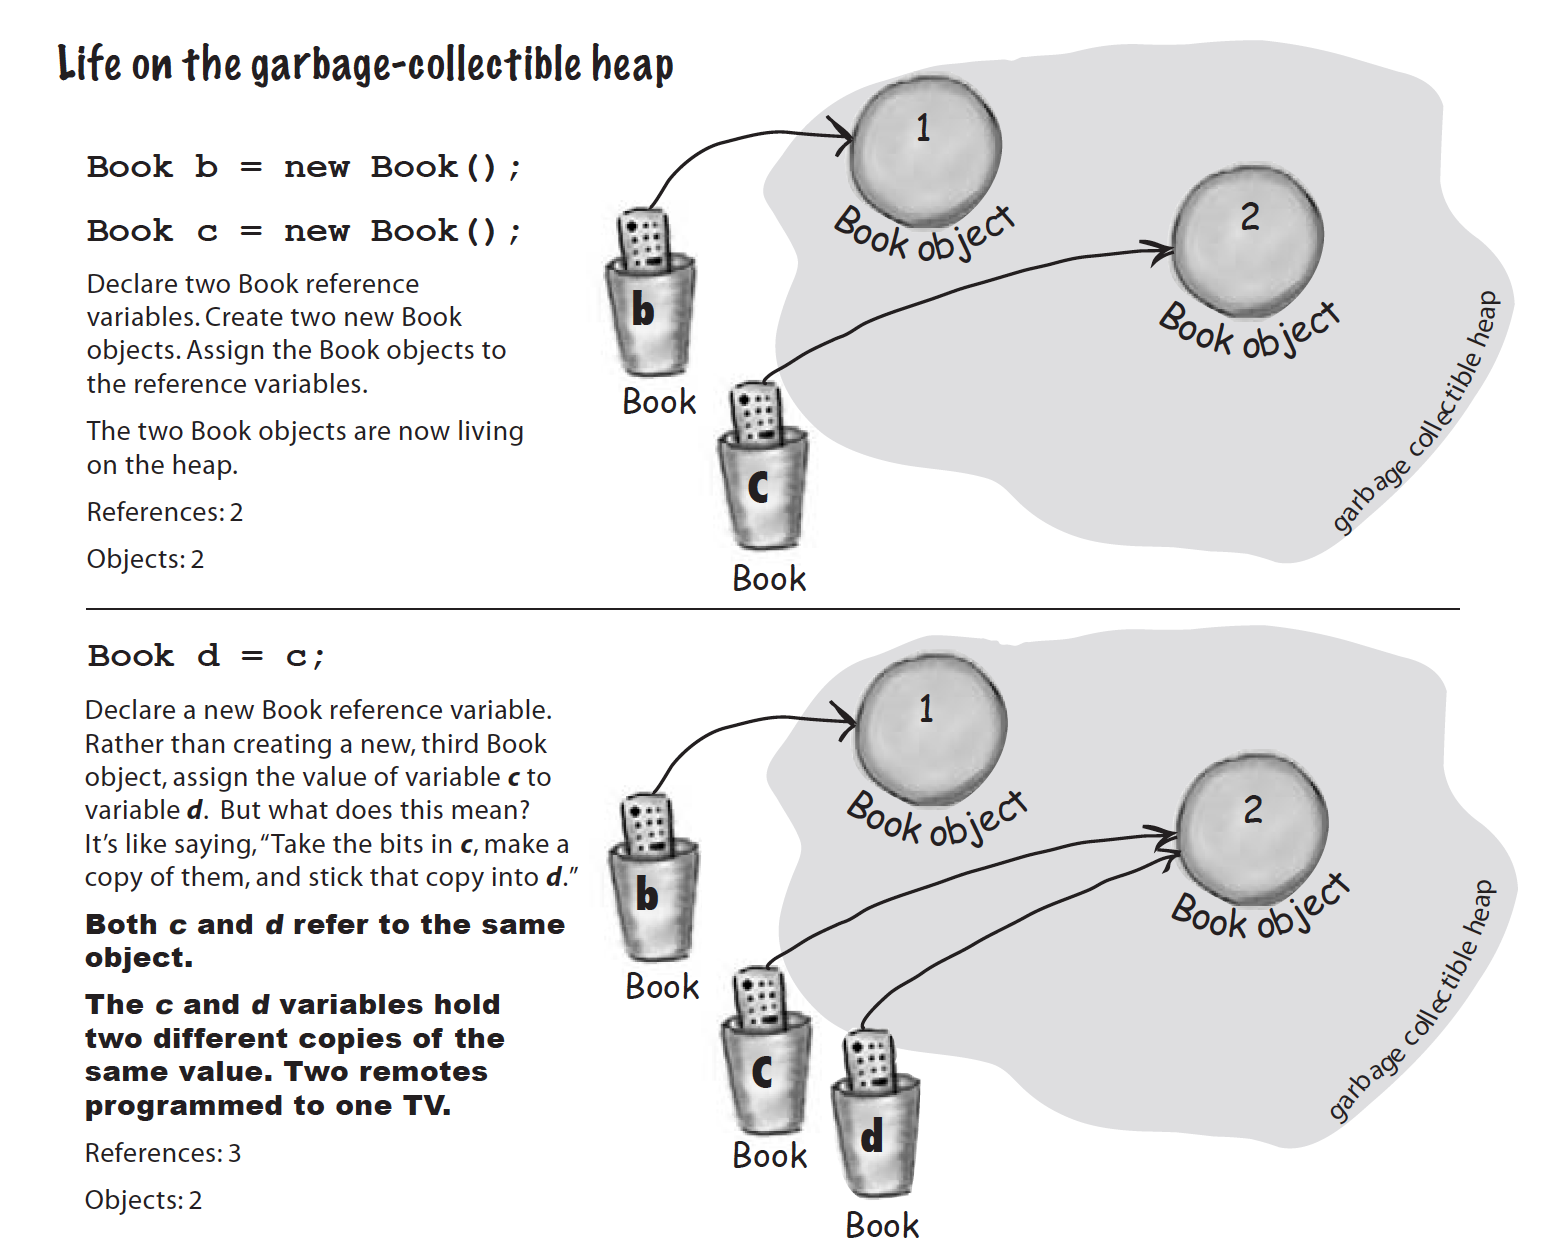 Life on the garbage-collectible heap
Book b = new Book();
Book c = new Book();
Declare two Book reference
variables. Create two new Book
objects. Assign the Book objects to
the reference variables.
The two Book objects are now living
on the heap.
References: 2
Objects: 2
1
Book object
2
Book object
b
Book
c
Book
garbage collectible heap
Book d = c;
Declare a new Book reference variable.
Rather than creating a new, third Book
object, assign the value of variable c to
variable d. But what does this mean?
It's like saying, “Take the bits in c, make a
copy of them, and stick that copy into d.”
Both c and d refer to the same
object.
The c and d variables hold
two different copies of the
same value. Two remotes
programmed to one TV.
References: 3
Objects: 2
1
Book object
2
Book object
b
Book
c
Book
d
Book
garbage collectible heap